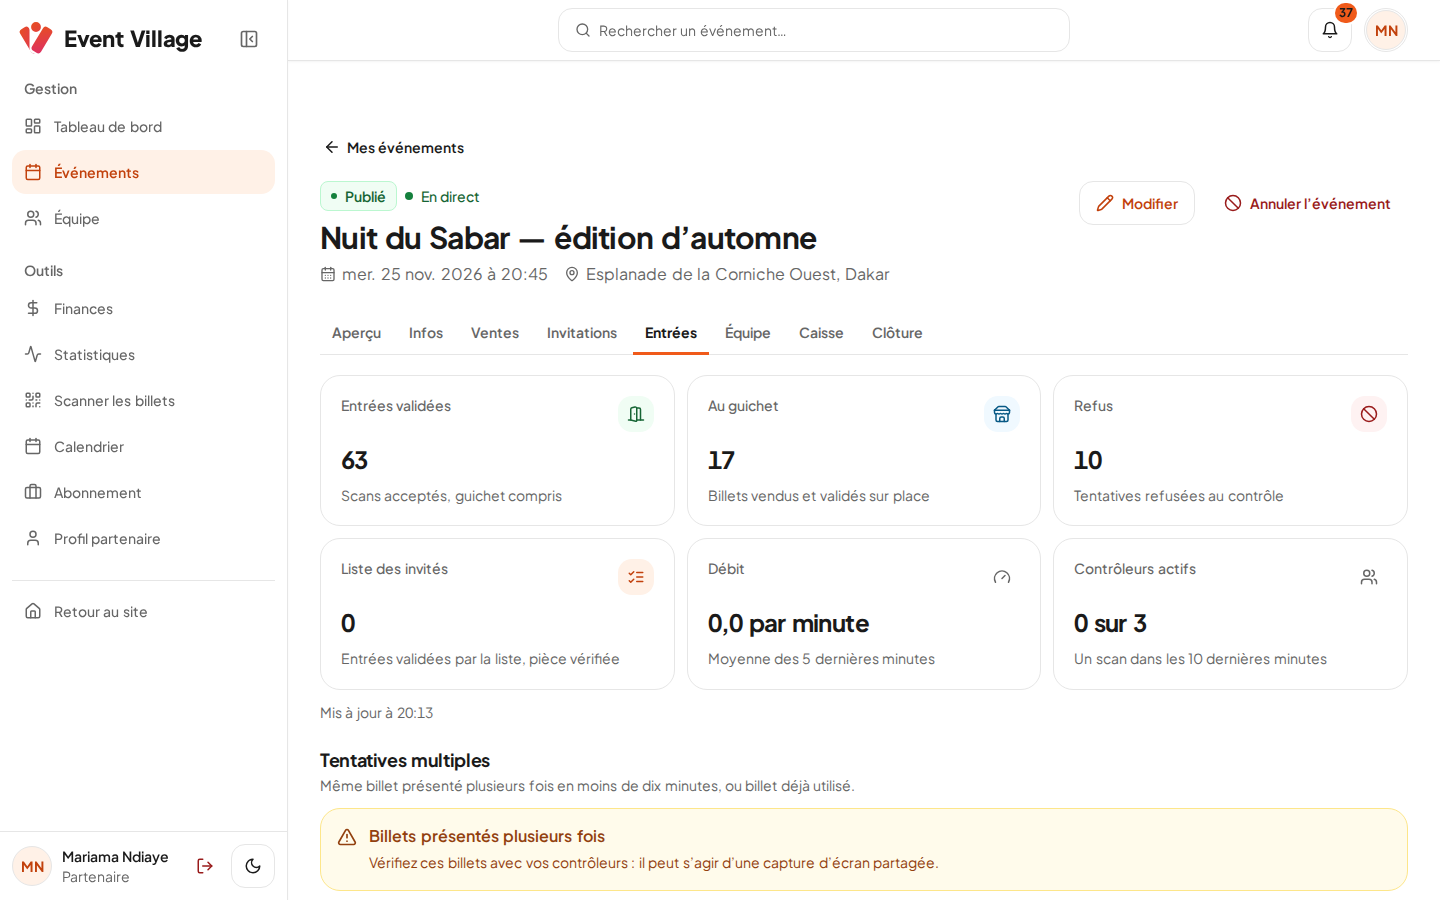 Event Village
Rechercher un événement...
37
MN
Gestion
Tableau de bord
Événements
Équipe
Outils
Finances
Statistiques
Scanner les billets
Calendrier
Abonnement
Profil partenaire
Retour au site
MN
Mariama Ndiaye
Partenaire
Mes événements
Publié
En direct
Modifier
Annuler l’événement
Nuit du Sabar — édition d’automne
mer. 25 nov. 2026 à 20:45
Esplanade de la Corniche Ouest, Dakar
Aperçu
Infos
Ventes
Invitations
Entrées
Équipe
Caisse
Clôture
Entrées validées
63
Scans acceptés, guichet compris
Au guichet
17
Billets vendus et validés sur place
Refus
10
Tentatives refusées au contrôle
Liste des invités
0
Entrées validées par la liste, pièce vérifiée
Débit
0,0 par minute
Moyenne des 5 dernières minutes
Contrôleurs actifs
0 sur 3
Un scan dans les 10 dernières minutes
Mis à jour à 20:13
Tentatives multiples
Même billet présenté plusieurs fois en moins de dix minutes, ou billet déjà utilisé.
Billets présentés plusieurs fois
Vérifiez ces billets avec vos contrôleurs : il peut s’agir d’une capture d’écran partagée.